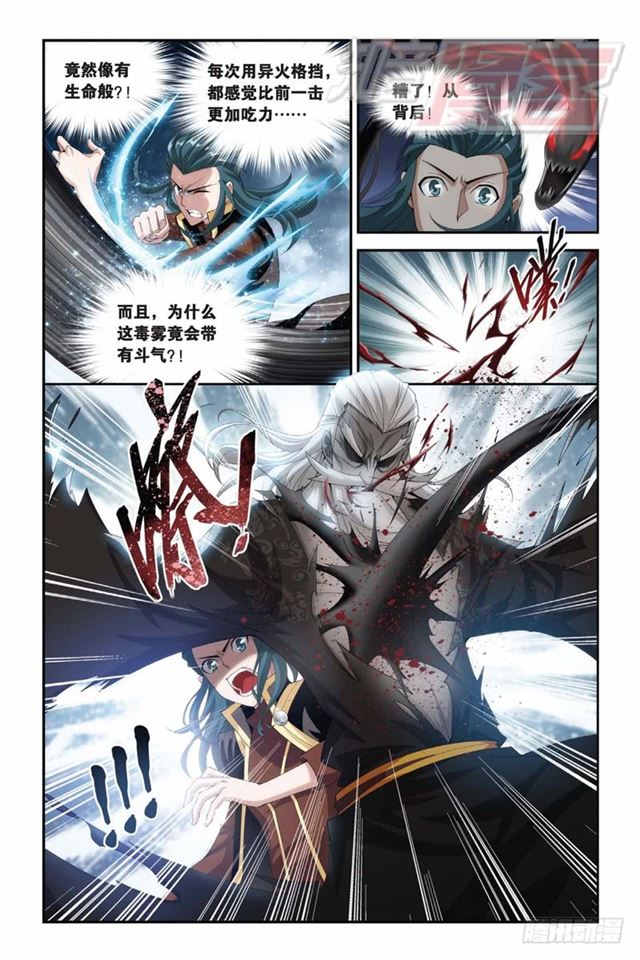 竟然像有
生命般?!
每次用异火格挡，
都感觉比前一击
更加吃力……
而且，为什么
这毒雾竟会带
有斗气?!
糟了！从
背后！
噗!!
!!!
腾讯动漫